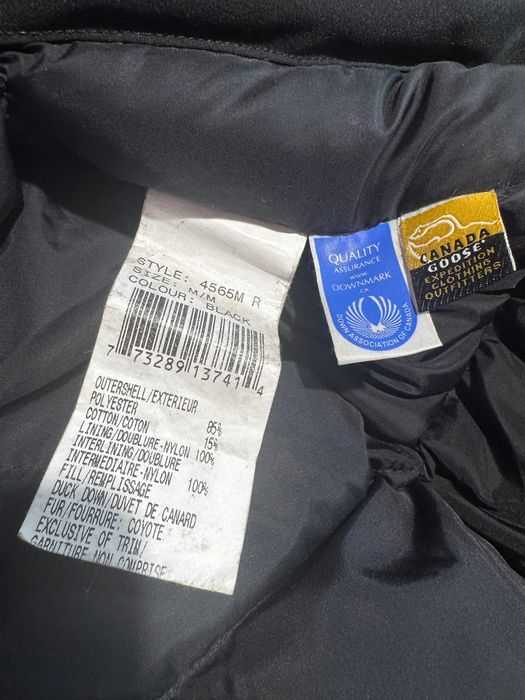 STYLE: 4565M R
SIZE: M/M
COLOUR: BLACK
7 73289 13741 4
OUTERSHELL/EXTERIEUR
POLYESTER 85%
COTTON/COTON 15%
LINING/DOUBLURE-NYLON 100%
INTERLINING/DOUBLURE
INTERMEDIAIRE-NYLON 100%
FILL/REMPLISSAGE
DUCK DOWN/DUVET DE CANARD
FUR/FOURRURE: COYOTE
EXCLUSIVE OF TRIM/
GARNITURE NON COMPRISE
QUALITY
ASSURANCE
www.
DOWNMARK
.CA
DOWN ASSOCIATION OF CANADA
CANADA
GOOSE
EXPEDITION
CLOTHING
OUTFITTERS